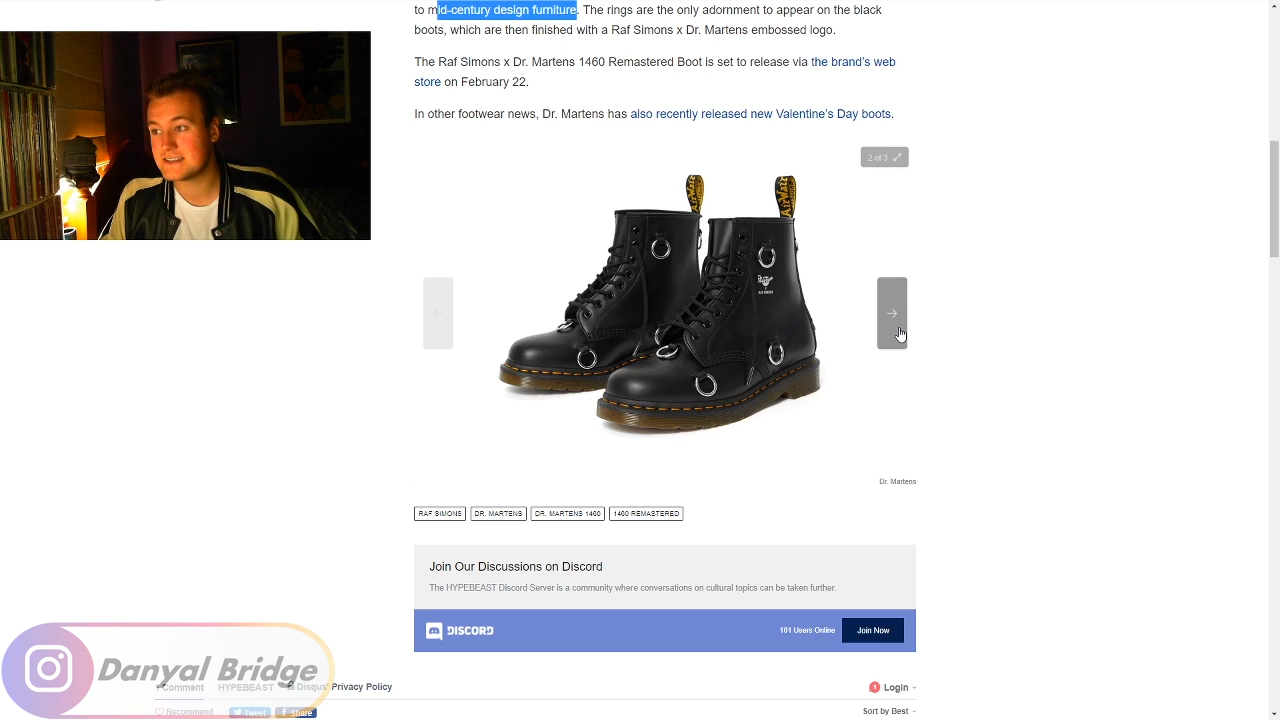 to mid-century design furniture. The rings are the only adornment to appear on the black
boots, which are then finished with a Raf Simons x Dr. Martens embossed logo.
The Raf Simons x Dr. Martens 1460 Remastered Boot is set to release via the brand's web
store on February 22.
In other footwear news, Dr. Martens has also recently released new Valentine's Day boots.
2 of 3
AirWair
AirWair
Dr. Martens
RAF SIMONS
DR. MARTENS
DR. MARTENS 1460
1460 REMASTERED
Join Our Discussions on Discord
The HYPEBEAST Discord Server is a community where conversations on cultural topics can be taken further.
DISCORD
101 Users Online
Join Now
Danyal Bridge
Comment
HYPEBEAST
Disqus' Privacy Policy
1
Login
Recommend
Tweet
Share
Sort by Best